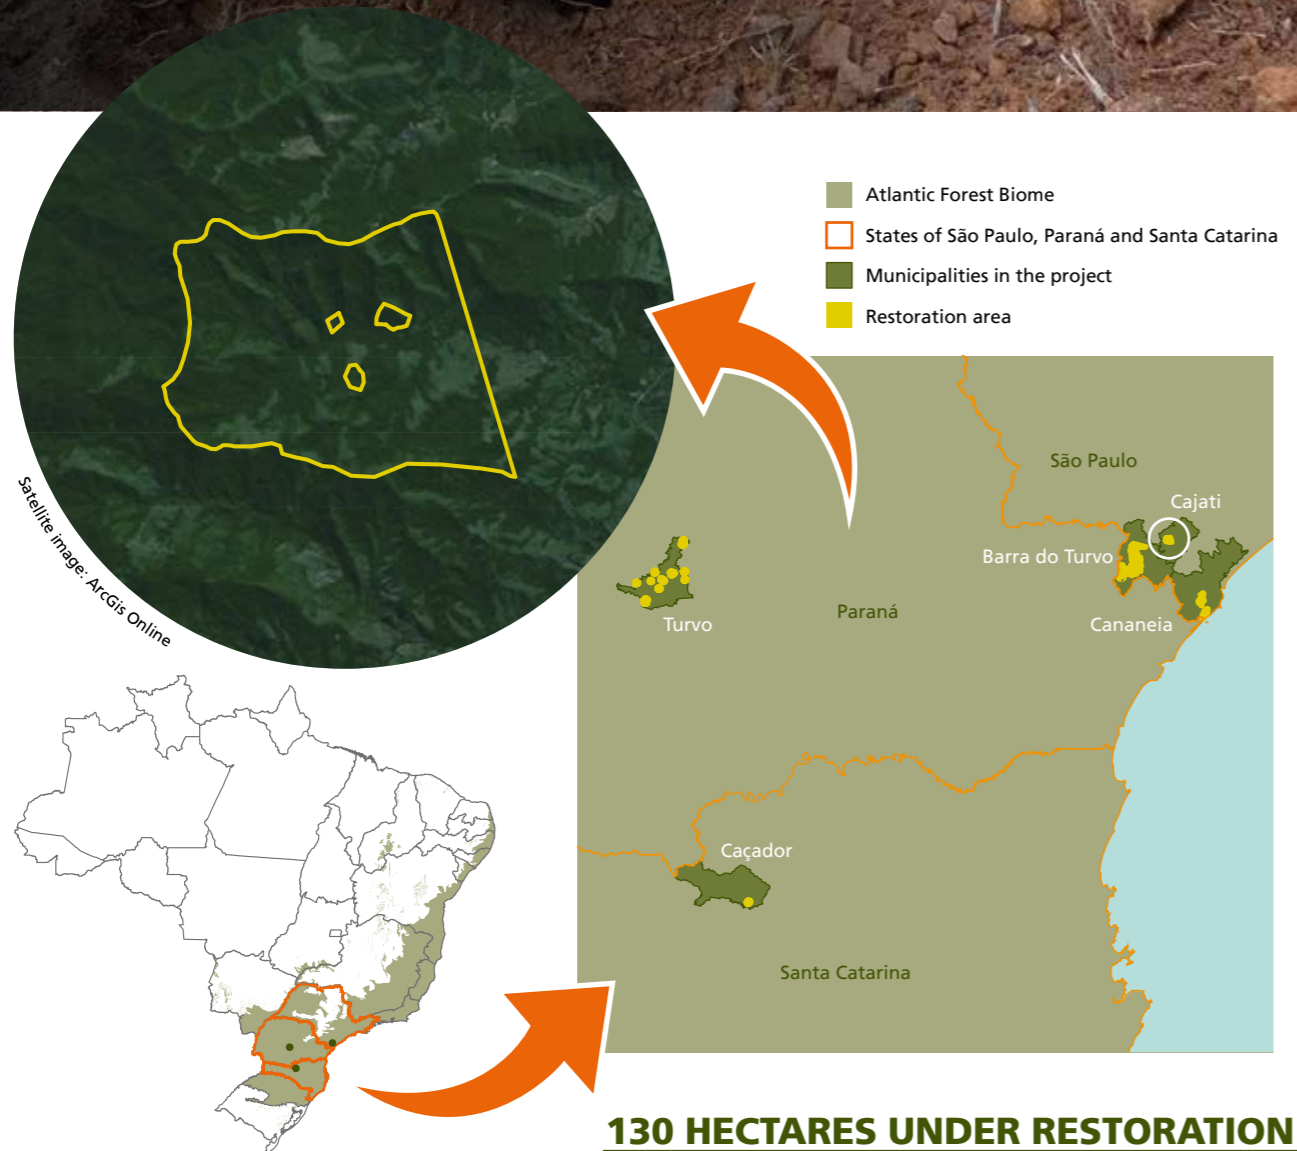 Atlantic Forest Biome
States of São Paulo, Paraná and Santa Catarina
Municipalities in the project
Restoration area
Satellite image: ArcGis Online
São Paulo
Cajati
Barra do Turvo
Cananeia
Turvo
Paraná
Caçador
Santa Catarina
130 HECTARES UNDER RESTORATION